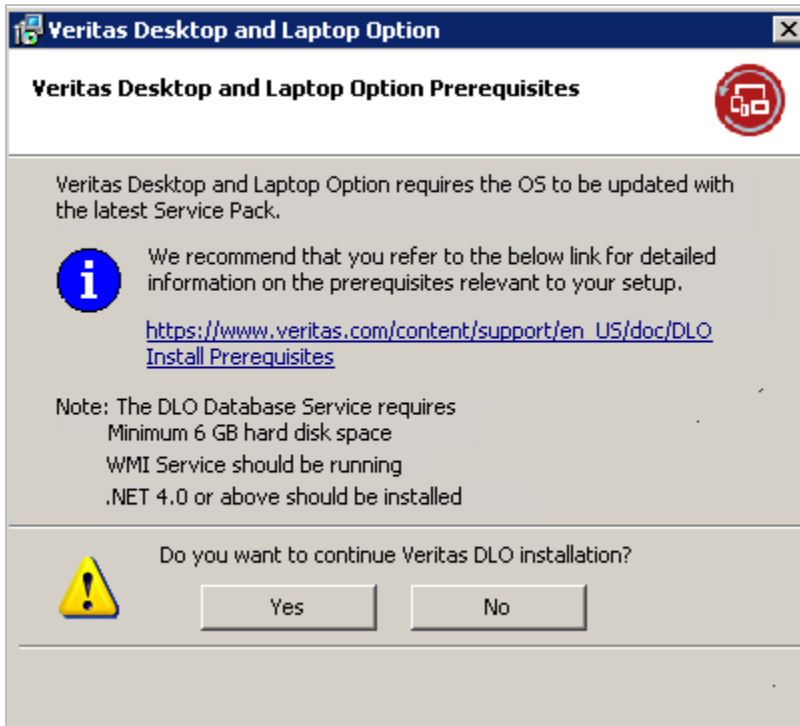 Veritas Desktop and Laptop Option
Veritas Desktop and Laptop Option Prerequisites
Veritas Desktop and Laptop Option requires the OS to be updated with
the latest Service Pack.
We recommend that you refer to the below link for detailed
information on the prerequisites relevant to your setup.
https://www.veritas.com/content/support/en_US/doc/DLO
Install Prerequisites
Note: The DLO Database Service requires
Minimum 6 GB hard disk space
WMI Service should be running
.NET 4.0 or above should be installed
Do you want to continue Veritas DLO installation?
Yes No